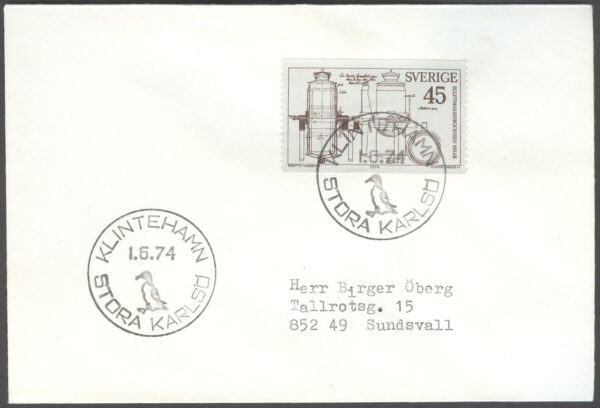 SVERIGE
45
1974
KLINTEHAMN
1.6.74
STORA KARLSÖ
KLINTEHAMN
1.6.74
STORA KARLSÖ
Herr Birger Öberg
Tallrotsg. 15
852 49 Sundsvall